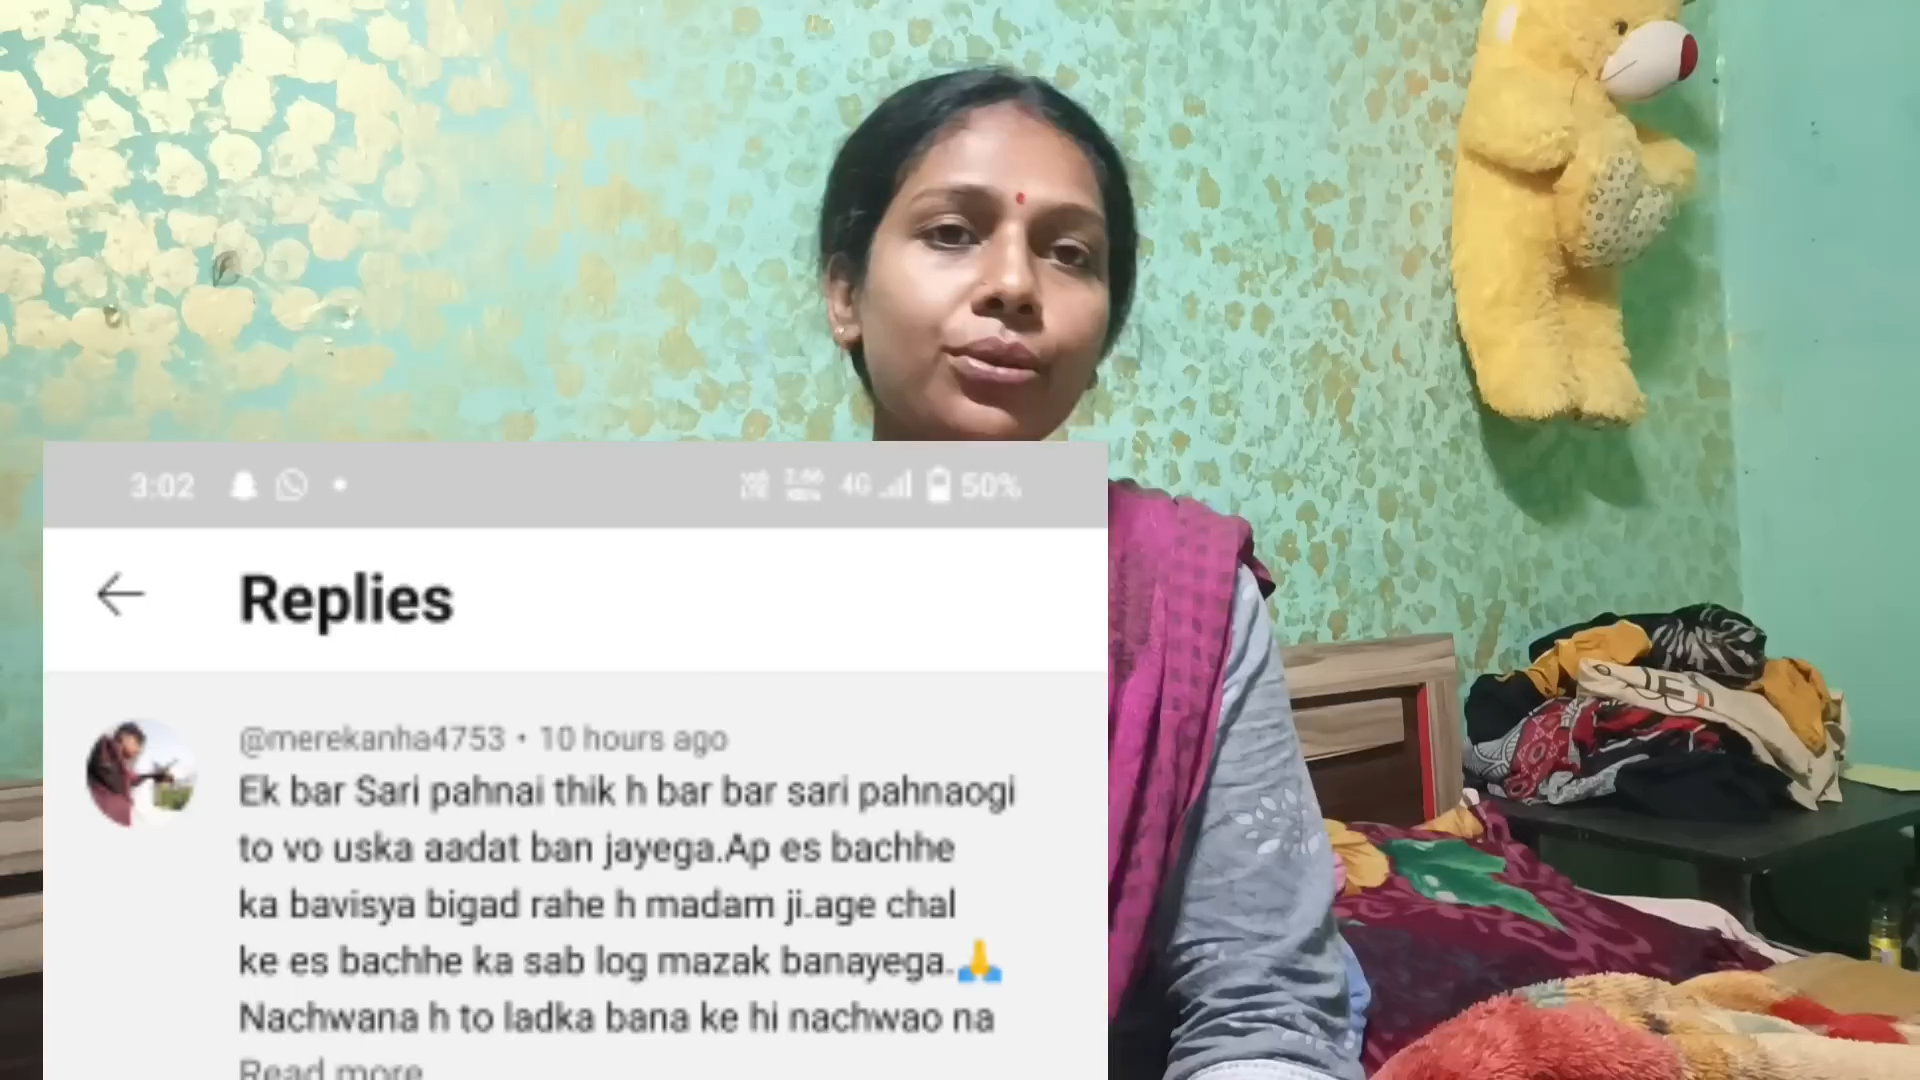 3:02 4G 50%
Replies
@merekanha4753 • 10 hours ago
Ek bar Sari pahnai thik h bar bar sari pahnaogi
to vo uska aadat ban jayega.Ap es bachhe
ka bavisya bigad rahe h madam ji.age chal
ke es bachhe ka sab log mazak banayega.🙏
Nachwana h to ladka bana ke hi nachwao na
Read more